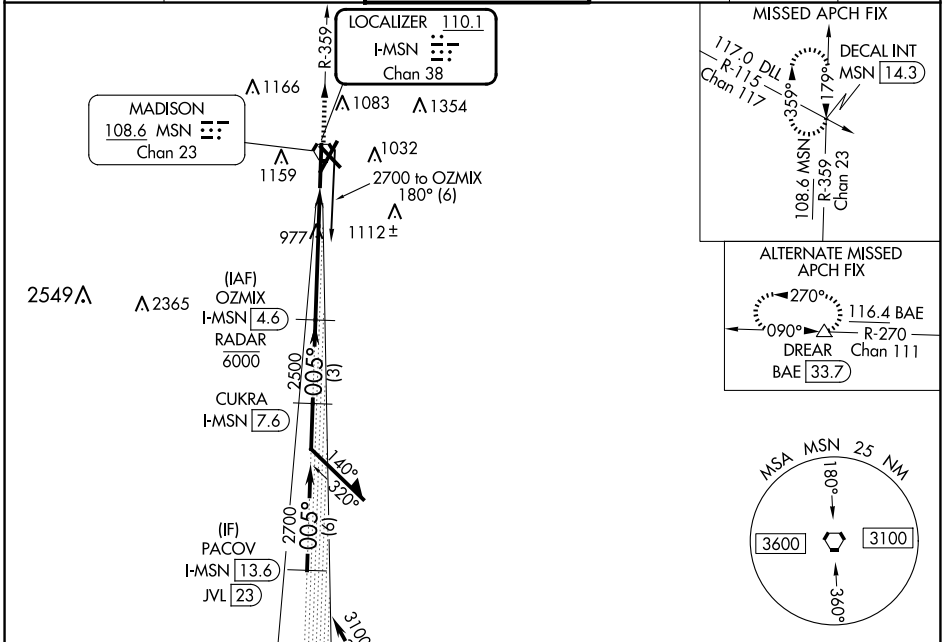 LOCALIZER 110.1
I-MSN
Chan 38
R-359
MADISON
108.6 MSN
Chan 23
1166
1083
1354
1159
1032
2700 to OZMIX
180° (6)
977
1112±
2549
2365
(IAF)
OZMIX
I-MSN 4.6
RADAR
6000
2500
005°
(3)
CUKRA
I-MSN 7.6
140°
320°
2700
005°
(6)
(IF)
PACOV
I-MSN 13.6
JVL 23
3100
MISSED APCH FIX
117.0 DLL
R-115
Chan 117
359°
179°
DECAL INT
MSN 14.3
108.6 MSN
R-359
Chan 23
ALTERNATE MISSED
APCH FIX
270°
090°
116.4 BAE
R-270
Chan 111
DREAR
BAE 33.7
MSA MSN 25 NM
180°
3600
3100
360°